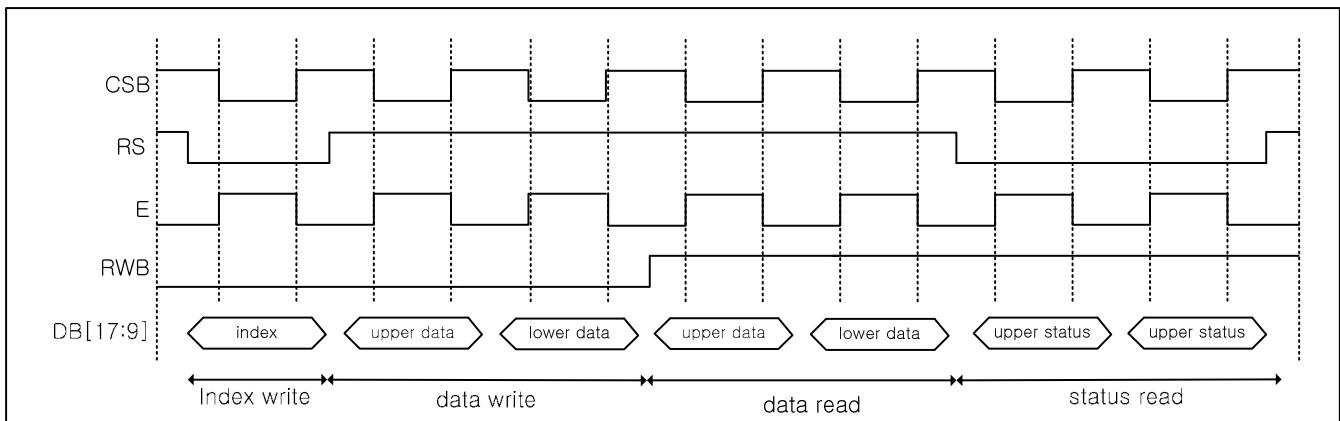 CSB
RS
E
RWB
DB[17:9] index upper data lower data upper data lower data upper status upper status
Index write data write data read status read